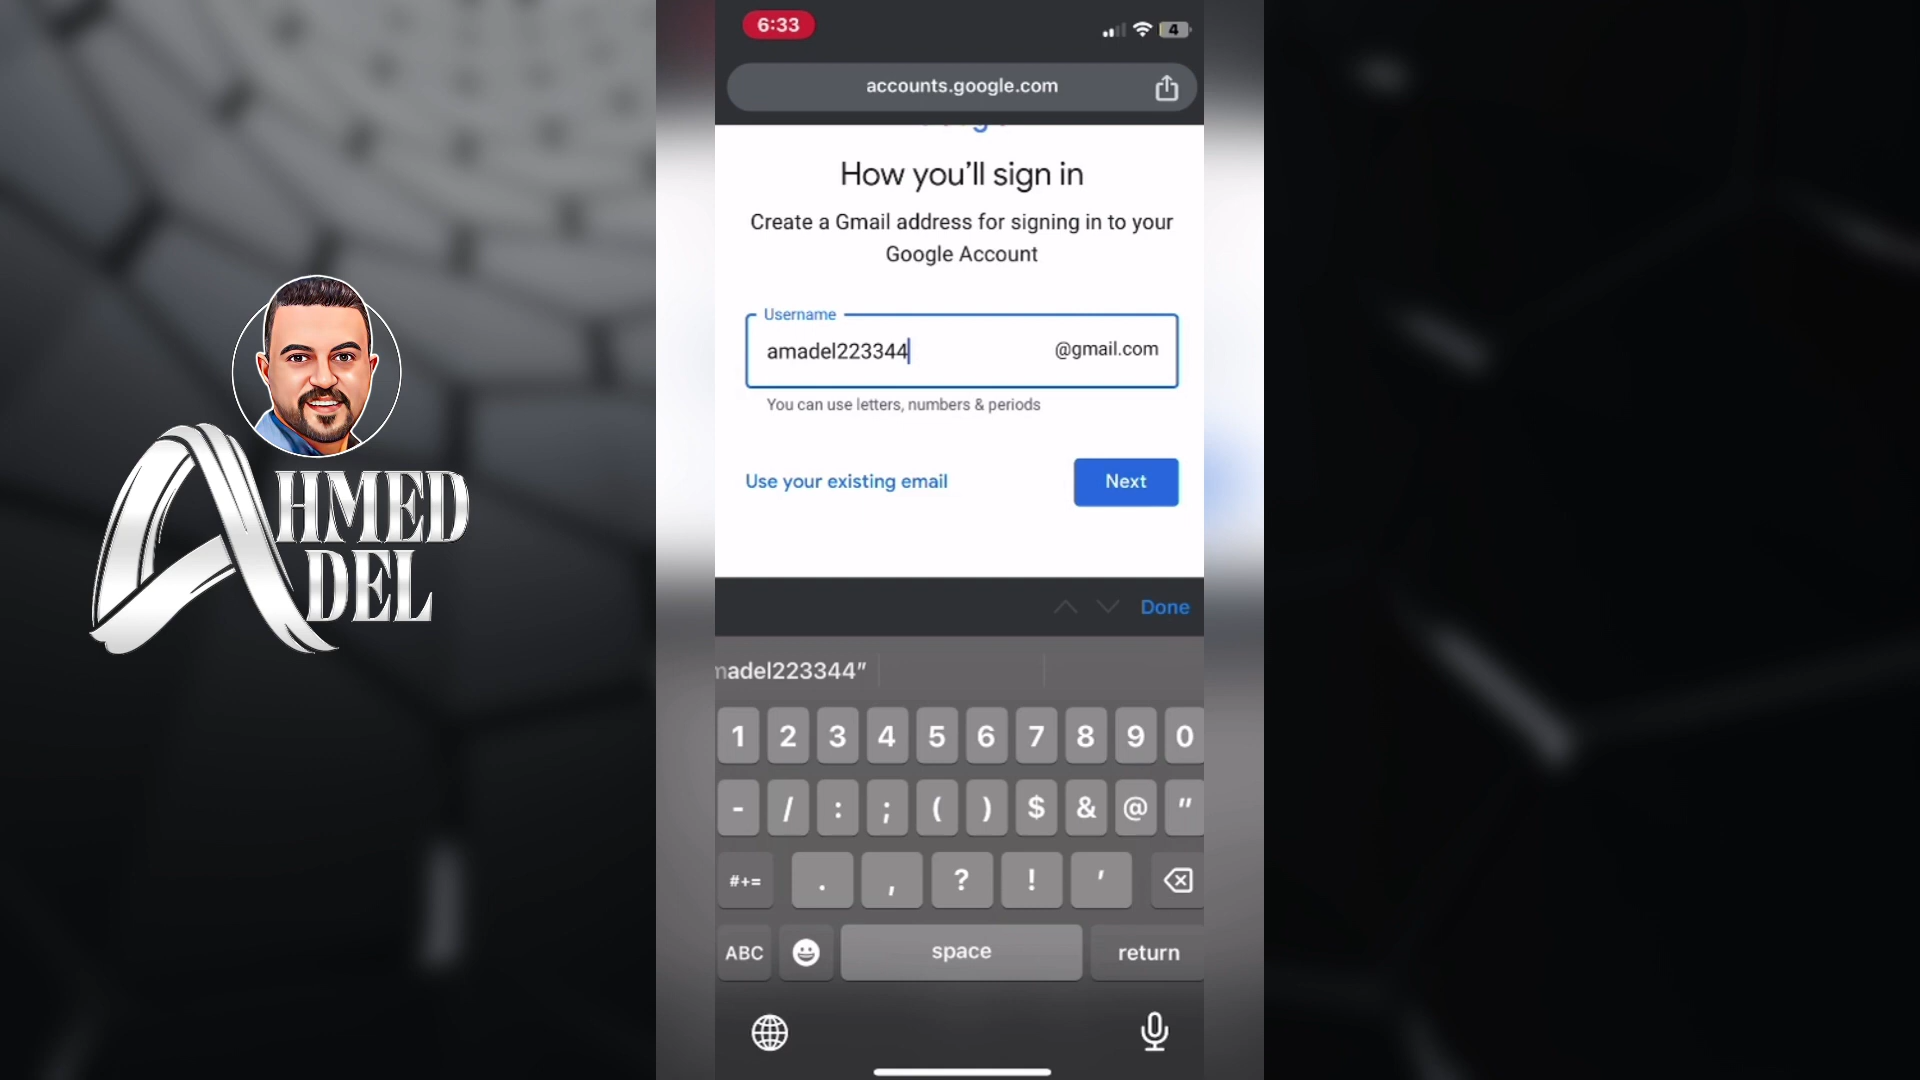 6:33
4
accounts.google.com
How you'll sign in
Create a Gmail address for signing in to your
Google Account
Username
amadel223344
@gmail.com
You can use letters, numbers & periods
Use your existing email
Next
AHMED
ADEL
Done
madel223344"
1 2 3 4 5 6 7 8 9 0
- / : ; ( ) $ & @ "
#+= . , ? ! '
ABC space return